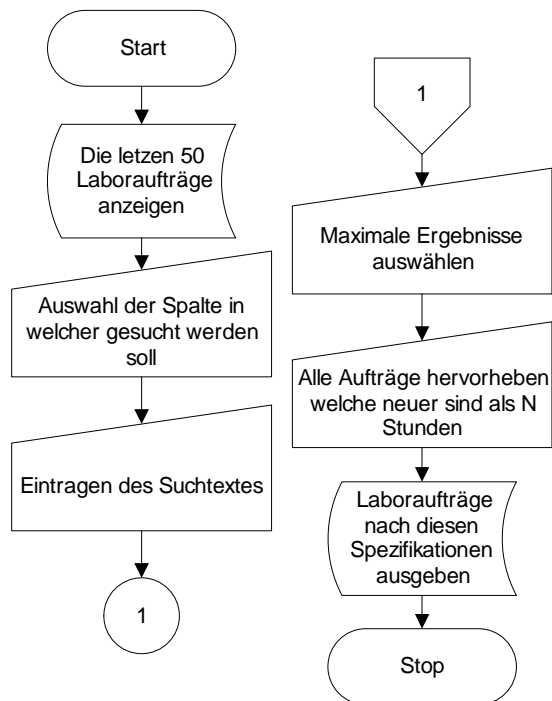 Start
Die letzen 50
Laboraufträge
anzeigen
Auswahl der Spalte in
welcher gesucht werden
soll
Eintragen des Suchtextes
1
1
Maximale Ergebnisse
auswählen
Alle Aufträge hervorheben
welche neuer sind als N
Stunden
Laboraufträge
nach diesen
Spezifikationen
ausgeben
Stop